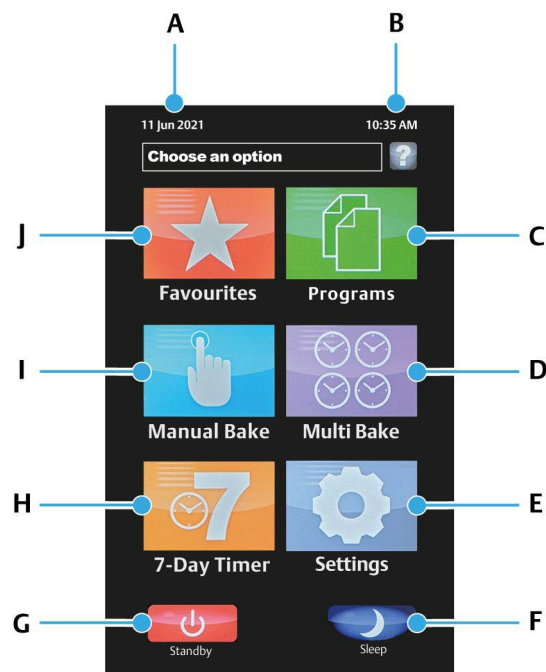 A B
11 Jun 2021 10:35 AM
Choose an option ?
J C
Favourites Programs
I D
Manual Bake Multi Bake
H 7 E
7-Day Timer Settings
G F
Standby Sleep